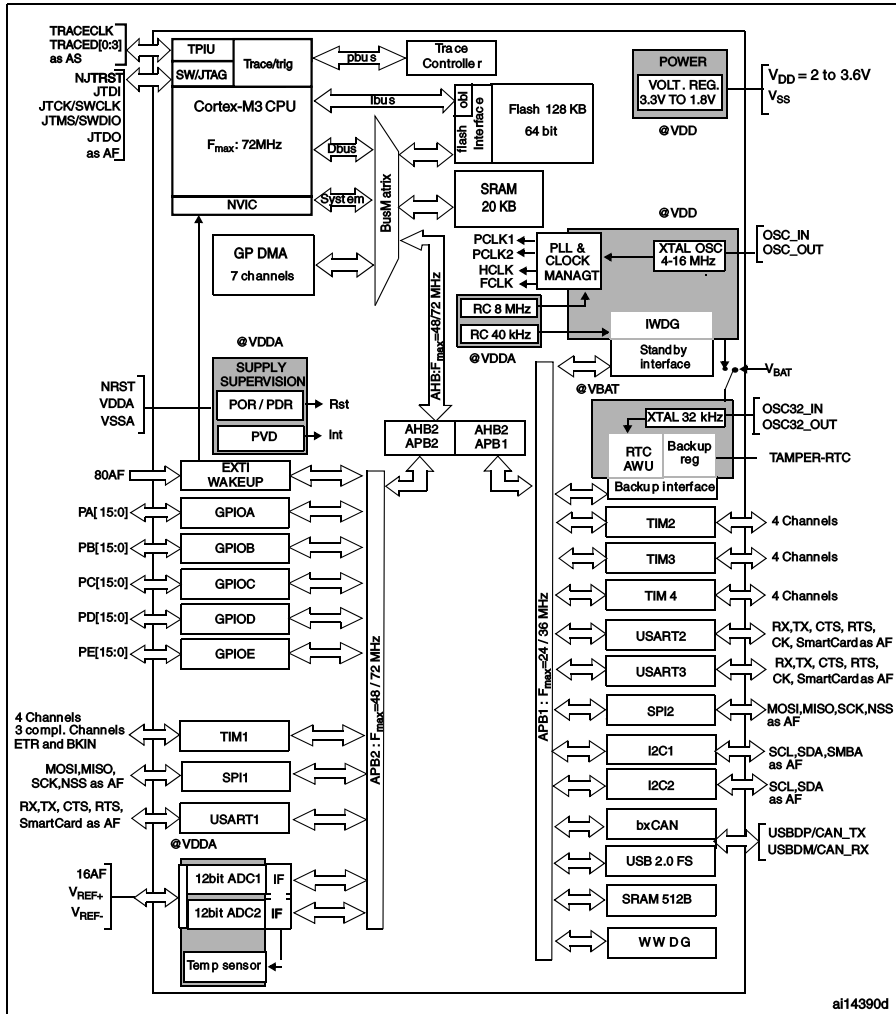 TRACECLK
TRACED[0:3]
as AS
NJTRST
JTDI
JTCK/SWCLK
JTMS/SWDIO
JTDO
as AF
TPIU
SW/JTAG
Trace/trig
Cortex-M3 CPU
Fmax: 72MHz
NVIC
pbus
Trace
Controller
Ibus
Dbus
System
BusMatrix
flash
Interface
obl
Flash 128 KB
64 bit
SRAM
20 KB
GP DMA
7 channels
AHB:Fmax=48/72 MHz
POWER
VOLT. REG.
3.3V TO 1.8V
@VDD
VDD = 2 to 3.6V
VSS
@VDD
PCLK1
PCLK2
HCLK
FCLK
PLL &
CLOCK
MANAGT
XTAL OSC
4-16 MHz
OSC_IN
OSC_OUT
RC 8 MHz
RC 40 kHz
@VDDA
IWDG
Standby
interface
VBAT
@VBAT
XTAL 32 kHz
OSC32_IN
OSC32_OUT
RTC
AWU
Backup
reg
TAMPER-RTC
Backup interface
@VDDA
SUPPLY
SUPERVISION
POR / PDR
Rst
PVD
Int
NRST
VDDA
VSSA
AHB2
APB2
AHB2
APB1
80AF
EXTI
WAKEUP
PA[15:0]
GPIOA
PB[15:0]
GPIOB
PC[15:0]
GPIOC
PD[15:0]
GPIOD
PE[15:0]
GPIOE
4 Channels
3 compl. Channels
ETR and BKIN
TIM1
MOSI,MISO,
SCK,NSS as AF
SPI1
RX,TX, CTS, RTS,
SmartCard as AF
USART1
@VDDA
16AF
VREF+
VREF-
12bit ADC1
IF
12bit ADC2
IF
Temp sensor
APB2 : Fmax=48 / 72 MHz
APB1 : Fmax=24 / 36 MHz
TIM2
4 Channels
TIM3
4 Channels
TIM 4
4 Channels
USART2
RX,TX, CTS, RTS,
CK, SmartCard as AF
USART3
RX,TX, CTS, RTS,
CK, SmartCard as AF
SPI2
MOSI,MISO,SCK,NSS
as AF
I2C1
SCL,SDA,SMBA
as AF
I2C2
SCL,SDA
as AF
bxCAN
USBDP/CAN_TX
USBDM/CAN_RX
USB 2.0 FS
SRAM 512B
WWDG
ai14390d